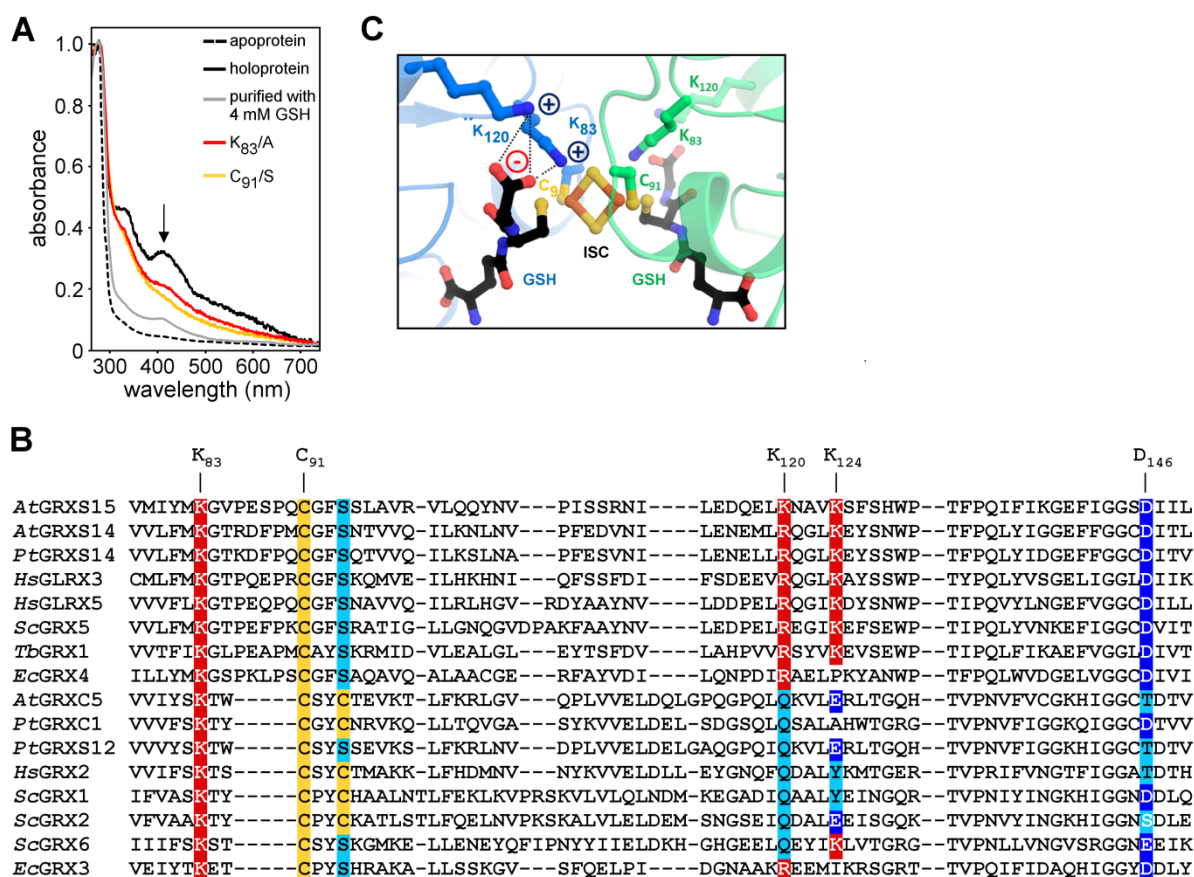 A
1.0
0.8
0.6
0.4
0.2
0
absorbance
300 400 500 600 700
wavelength (nm)
apoprotein
holoprotein
purified with
4 mM GSH
K83/A
C91/S
C
K120
K83
+
+
-
C91
K120
K83
C91
GSH
ISC
GSH
B
K83 C91 K120 K124 D146
AtGRXS15 VMIYMKGVPESPQCGFSSLAVR-VLQQYNV---PISSRNI----LEDQELKNAVKSFSHWP--TFPQIFIKGEFIGGSDIIL
AtGRXS14 VVLFMKGTRDFPMCGFSNTVVQ-ILKNLNV---PFEDVNI----LENEMLRQGLKEYSNWP--TFPQLYIGGEFFGGCDITL
PtGRXS14 VVLFMKGTKDFPQCGFSQTVVQ-ILKSLNA---PFESVNI----LENELLRQGLKEYSSWP--TFPQLYIDGEFFGGCDITV
HsGLRX3 CMLFMKGTPQEPRCGFSKQMVE-ILHKHNI---QFSSFDI----FSDEEVRQGLKAYSSWP--TYPQLYVSGELIGGLDIIK
HsGLRX5 VVVFLKGTPEQPQCGFSNAVVQ-ILRLHGV--RDYAAYNV----LDDPELRQGIKDYSNWP--TIPQVYLNGEFVGGCDILL
ScGRX5 VVLFMKGTPEFPKCGFSRATIG-LLGNQGVDPAKFAAYNV----LEDPELREGIKEFSEWP--TIPQLYVNKEFIGGCDVIT
TbGRX1 VVTFIKGLPEAPMCAYSKRMID-VLEALGL---EYTSFDV----LAHPVVRSYVKEVSEWP--TIPQLFIKAEFVGGLDIVT
EcGRX4 ILLYMKGSPKLPSCGFSAQAVQ-ALAACGE---RFAYVDI----LQNPDIRAELPKYANWP--TFPQLWVDGELVGGCDIVI
AtGRXC5 VVIYSKTW-----CSYCTEVKT-LFKRLGV---QPLVVELDQLGPQGPQLQKVLERLTGQH--TVPNVFVCGKHIGGCTDTV
PtGRXC1 VVVFSKTY-----CGYCNRVKQ-LLTQVGA---SYKVVELDELSDGSQLQSALAHWTGRG--TVPNVFIGGKQIGGCDTVV
PtGRXS12 VVVYSKTW-----CSYSSEVKS-LFKRLNV---DPLVVELDELGAQGPQIQKVLERLTGQH--TVPNVFIGGKHIGGCTDTV
HsGRX2 VVIFSKTS-----CSYCTMAKK-LFHDMNV---NYKVVELDLL-EYGNQFQDALYKMTGER--TVPRIFVNGTFIGGATDTH
ScGRX1 IFVASKTY-----CPYCHAALNTLFEKLKVPRSKVLVLQLNDM-KEGADIQAALYEINGQR--TVPNIYINGKHIGGNDDLQ
ScGRX2 VFVAAKTY-----CPYCKATLSTLFQELNVPKSKALVLELDEM-SNGSEIQDALEEISGQK--TVPNVYINGKHIGGNSDLE
ScGRX6 IIIFSKST-----CSYSKGMKE-LLENEYQFIPNYYIIELDKH-GHGEELQEYIKLVTGRG--TVPNLLVNGVSRGGNEEIK
EcGRX3 VEIYTKET-----CPYSHRAKA-LLSSKGV---SFQELPI----DGNAAKREEMIKRSGRT--TVPQIFIDAQHIGGYDDLY